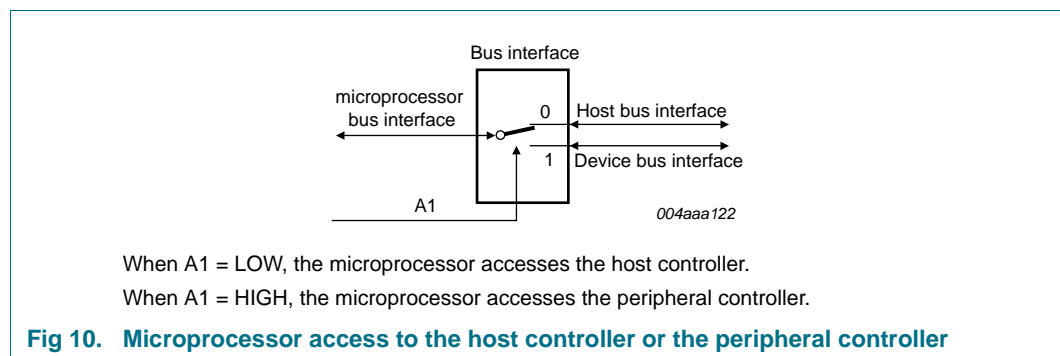 Bus interface
microprocessor
bus interface
0
Host bus interface
1
Device bus interface
A1
004aaa122
When A1 = LOW, the microprocessor accesses the host controller.
When A1 = HIGH, the microprocessor accesses the peripheral controller.
Fig 10. Microprocessor access to the host controller or the peripheral controller